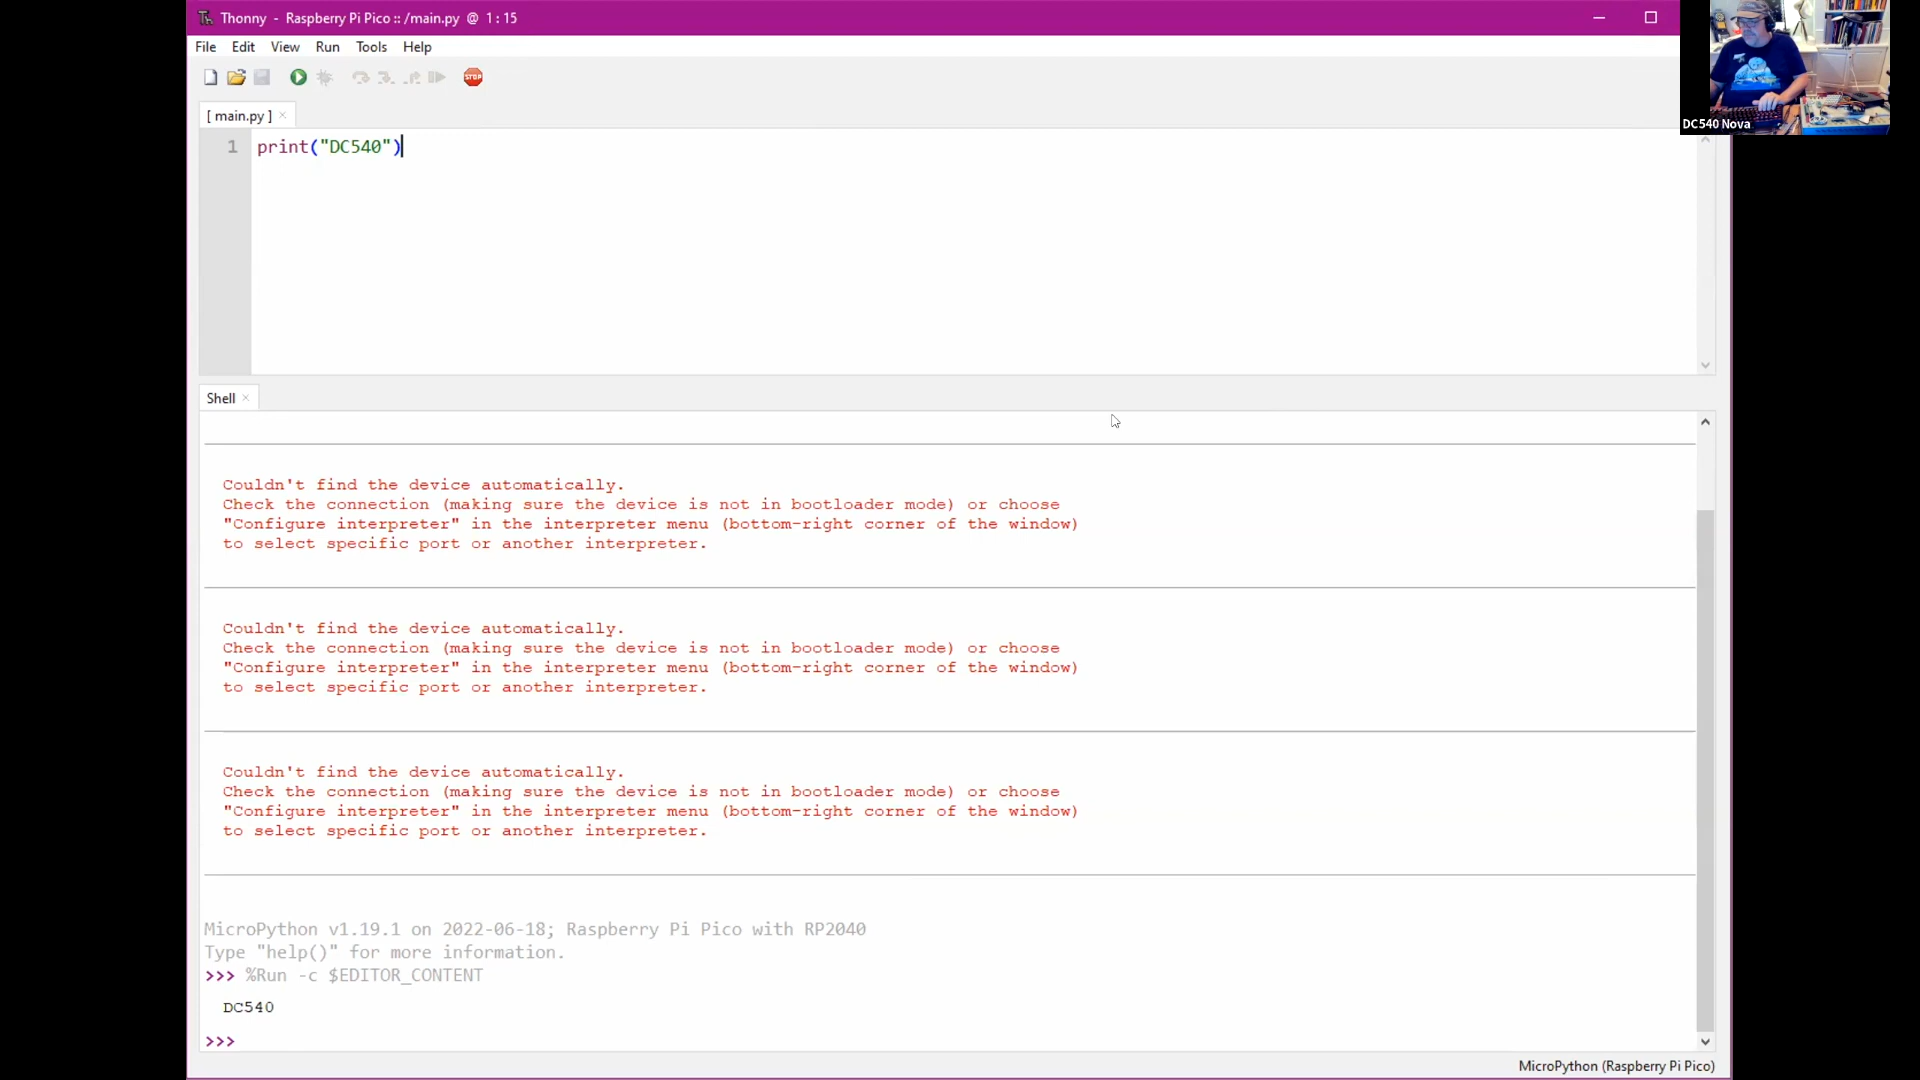 Thonny - Raspberry Pi Pico :: /main.py @ 1 : 15
File Edit View Run Tools Help
STOP
[ main.py ] ×
1 print("DC540")
DC540 Nova
Shell ×
Couldn't find the device automatically.
Check the connection (making sure the device is not in bootloader mode) or choose
"Configure interpreter" in the interpreter menu (bottom-right corner of the window)
to select specific port or another interpreter.
Couldn't find the device automatically.
Check the connection (making sure the device is not in bootloader mode) or choose
"Configure interpreter" in the interpreter menu (bottom-right corner of the window)
to select specific port or another interpreter.
Couldn't find the device automatically.
Check the connection (making sure the device is not in bootloader mode) or choose
"Configure interpreter" in the interpreter menu (bottom-right corner of the window)
to select specific port or another interpreter.
MicroPython v1.19.1 on 2022-06-18; Raspberry Pi Pico with RP2040
Type "help()" for more information.
>>> %Run -c $EDITOR_CONTENT
DC540
>>>
MicroPython (Raspberry Pi Pico)